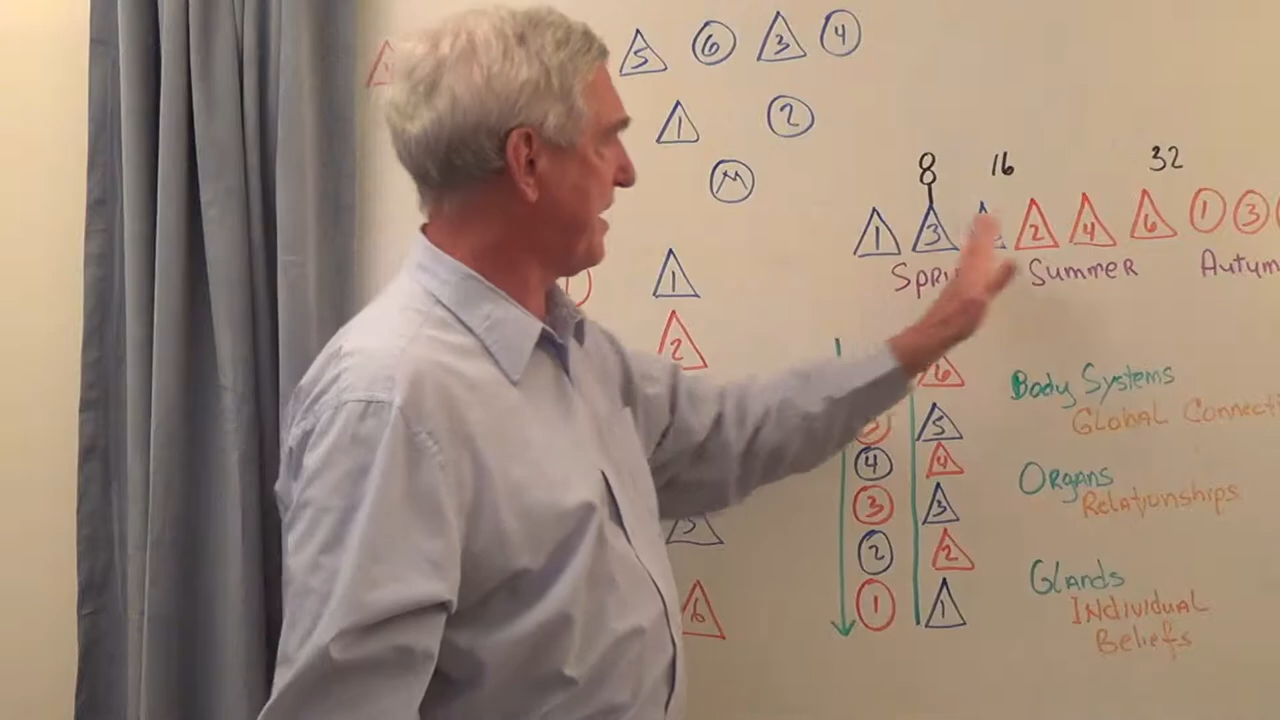 5 6 3 4
1 2
M
8 16 32
1 3 2 4 6 1 3
Summer
1
2
6
Body Systems
5
Global
4 4
Organs
3 3
Relationships
3
2 2
Glands
1 1
Individual
6
Beliefs